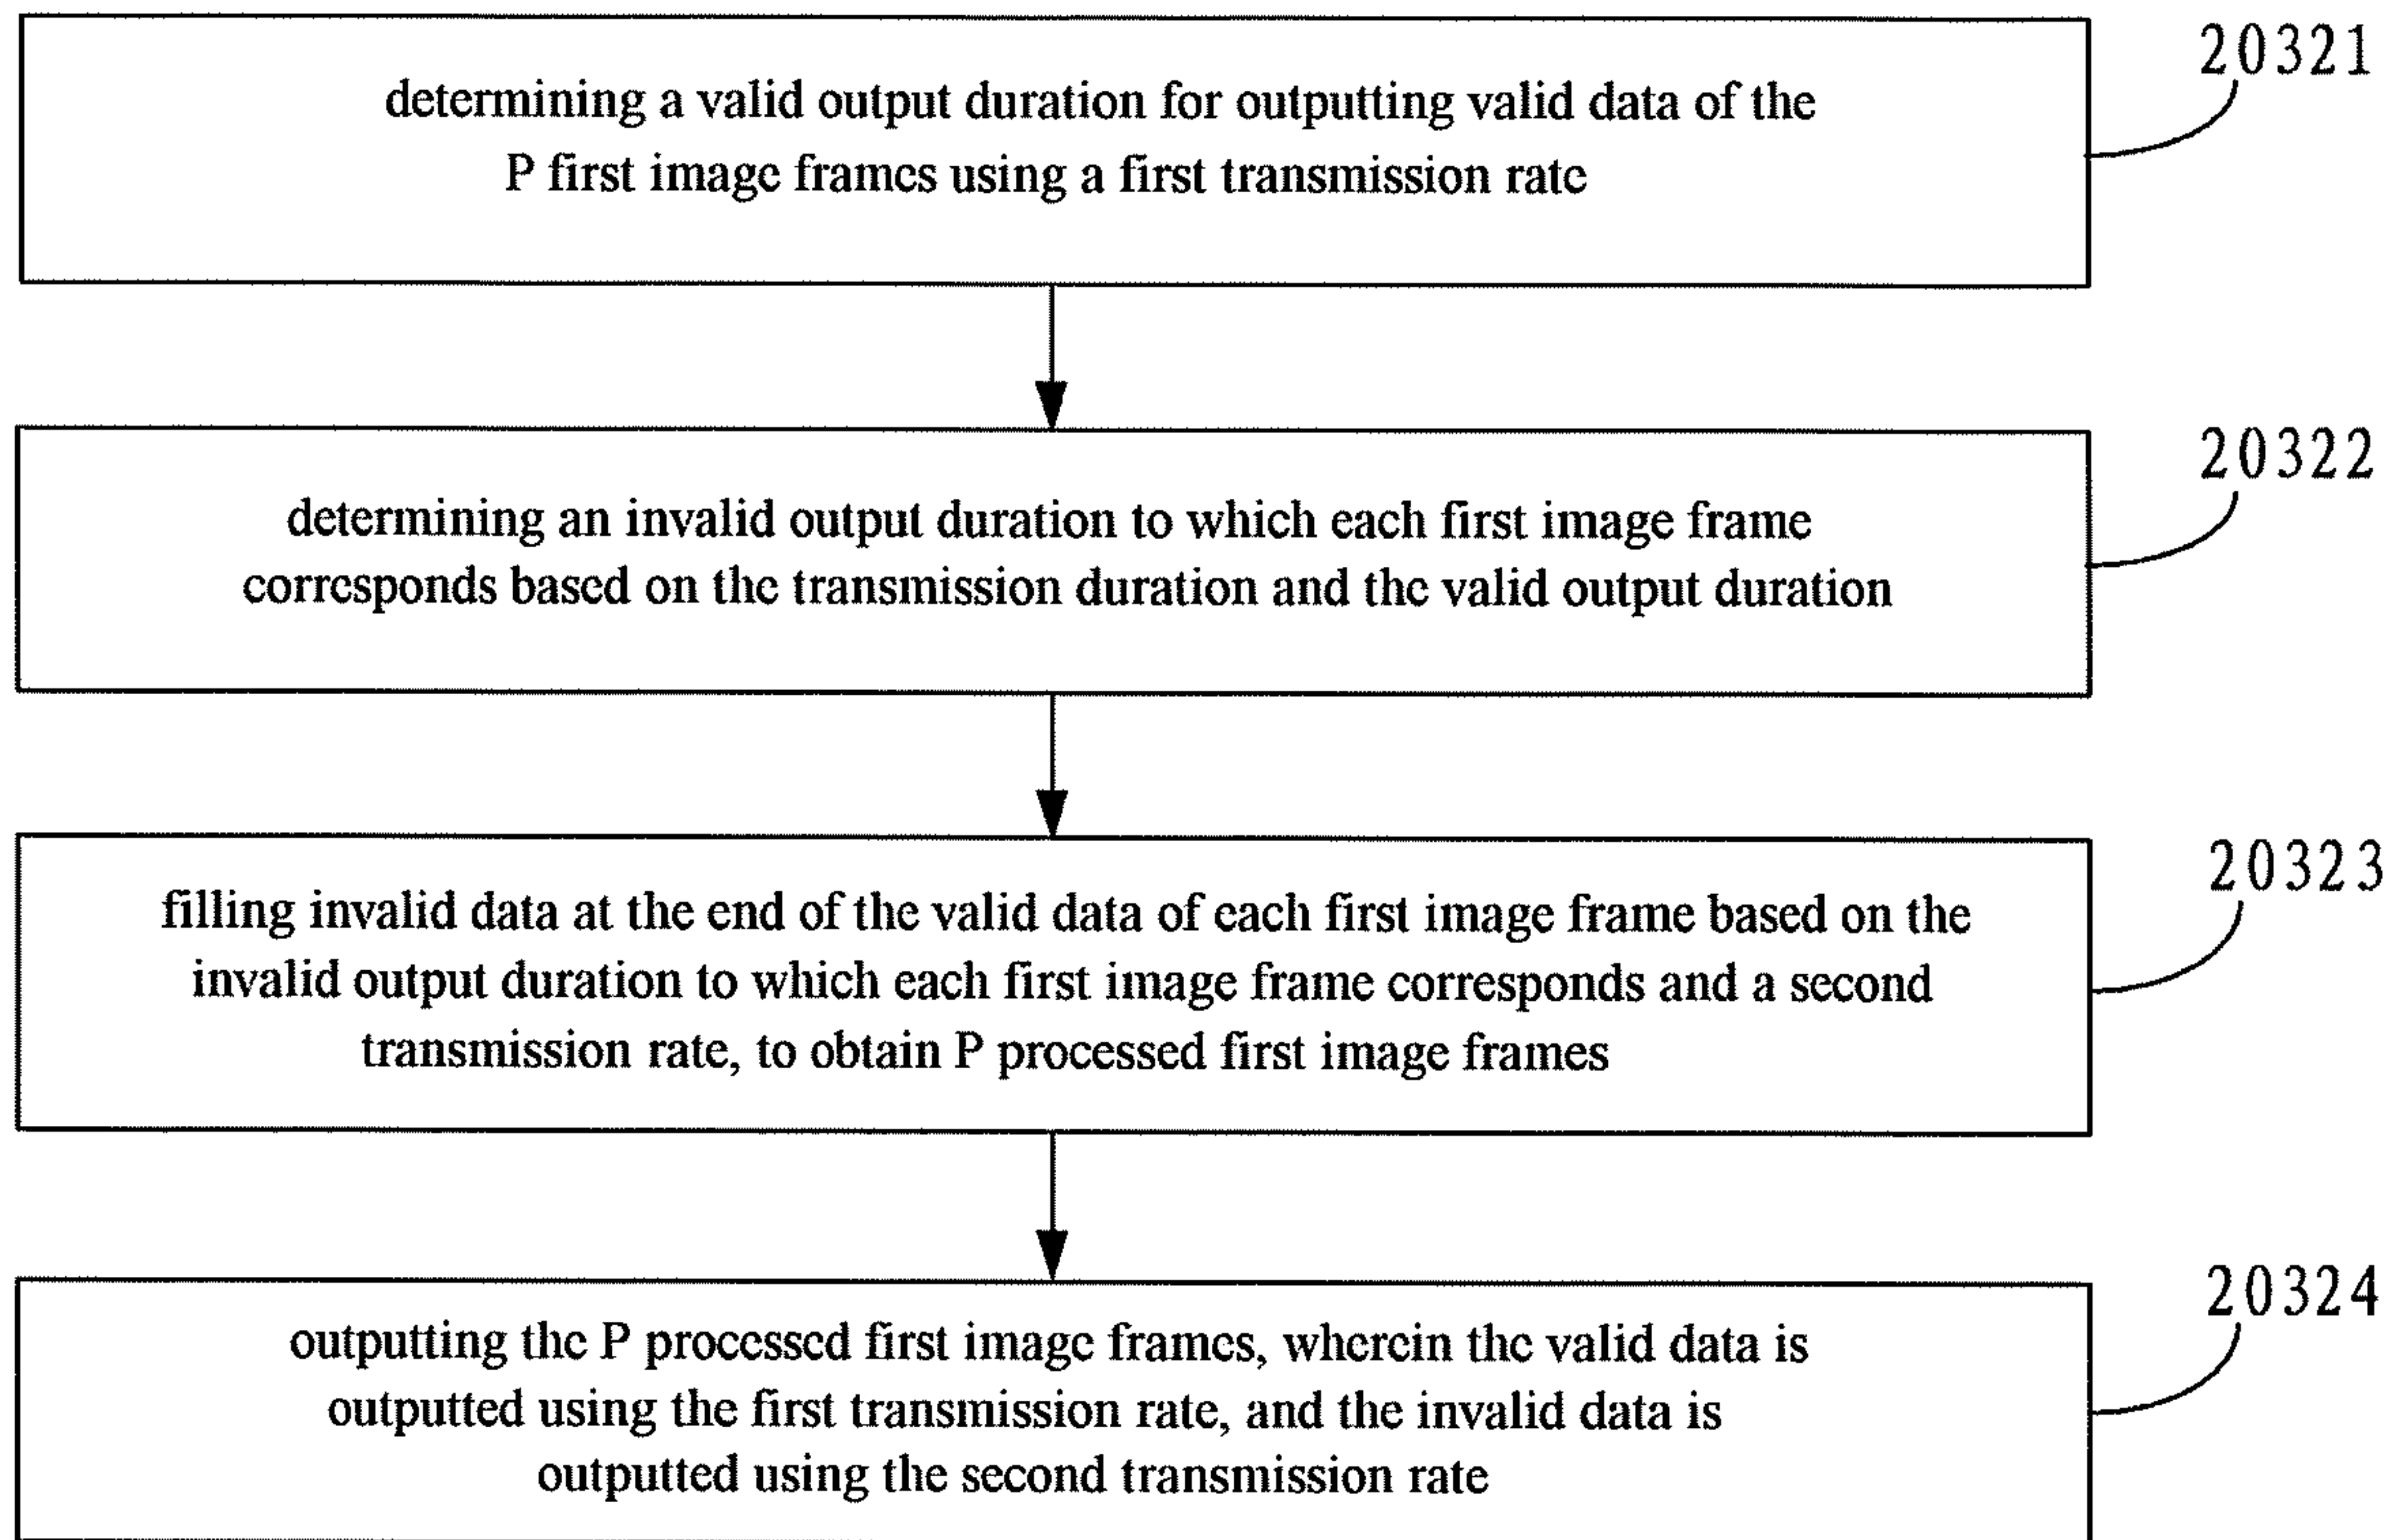 20321
determining a valid output duration for outputting valid data of the
P first image frames using a first transmission rate
20322
determining an invalid output duration to which each first image frame
corresponds based on the transmission duration and the valid output duration
20323
filling invalid data at the end of the valid data of each first image frame based on the
invalid output duration to which each first image frame corresponds and a second
transmission rate, to obtain P processed first image frames
20324
outputting the P processed first image frames, wherein the valid data is
outputted using the first transmission rate, and the invalid data is
outputted using the second transmission rate